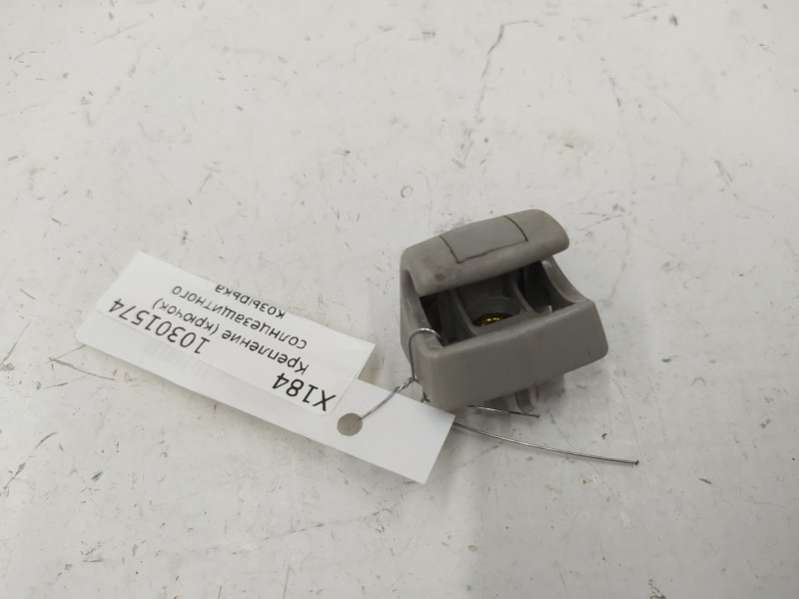 X184
10301574
Крепление (крючок)
солнцезащитного
козырька